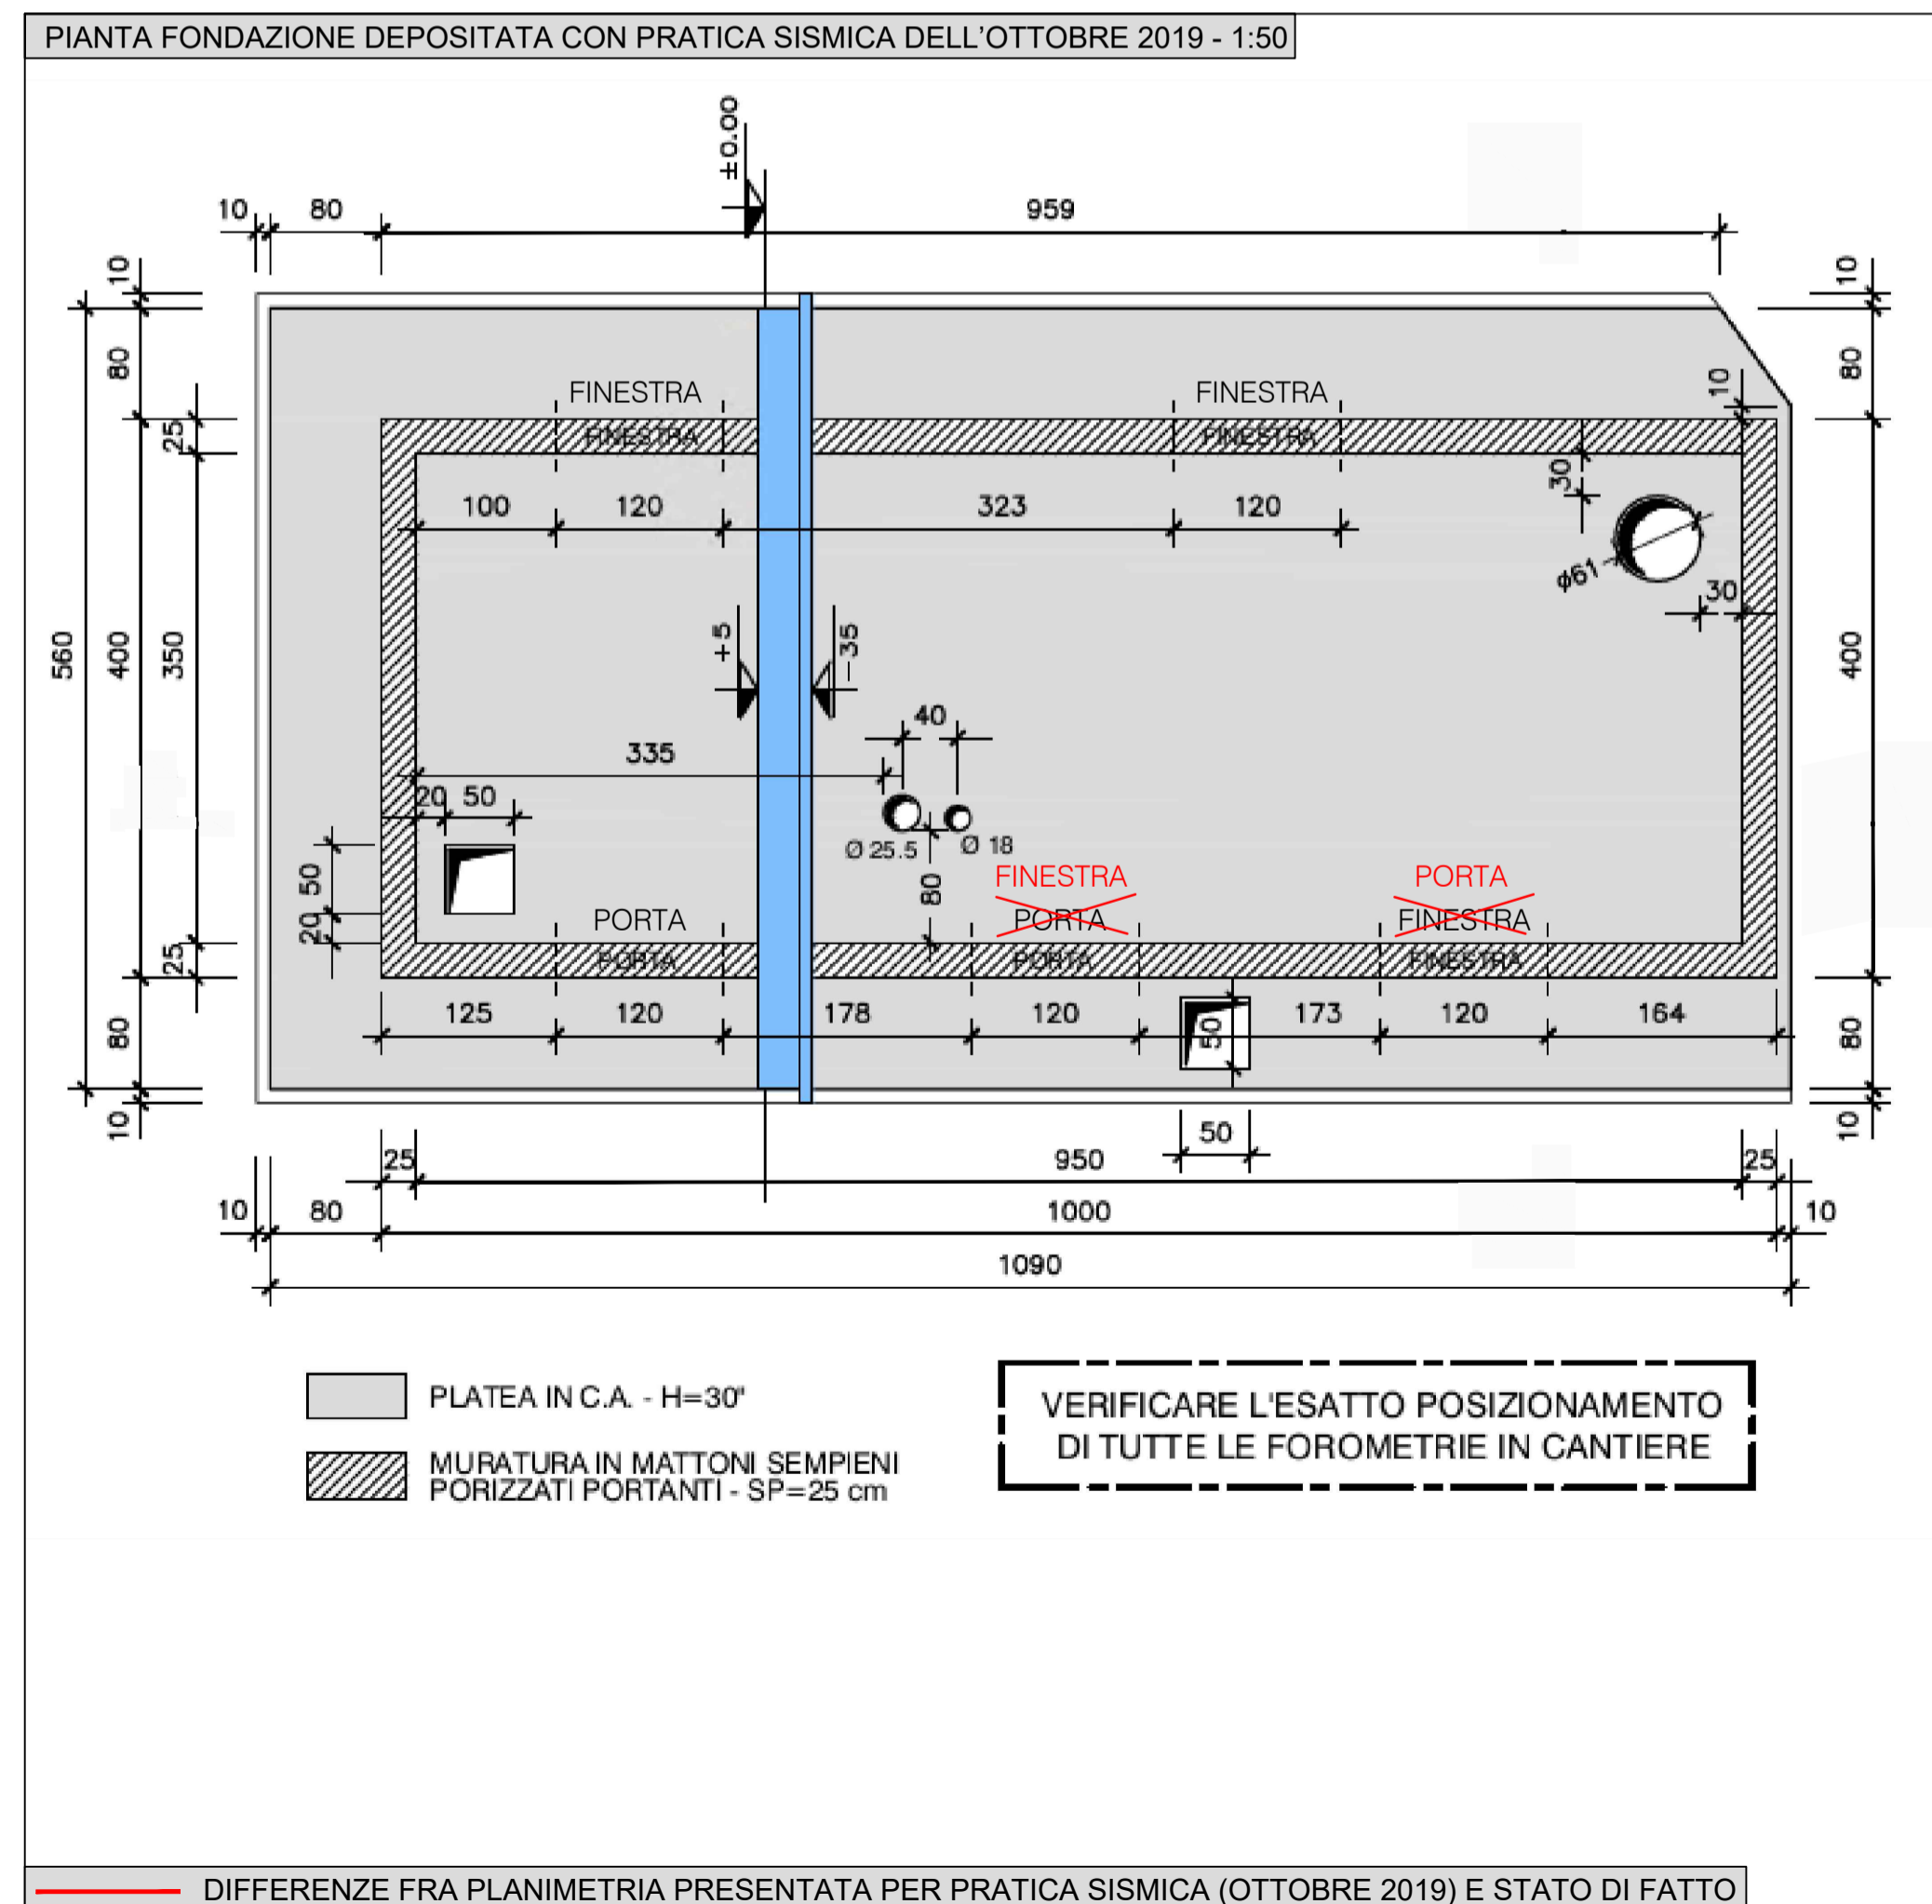 PIANTA FONDAZIONE DEPOSITATA CON PRATICA SISMICA DELL'OTTOBRE 2019 - 1:50
±0.00
10 80 959
10 10
80 80
10
FINESTRA FINESTRA
25 FINESTRA FINESTRA
30
100 120 323 120
ø61
30
+5 -35
560 400 350 400
40
335
20 50
Ø 25.5 Ø 18
50 80
FINESTRA PORTA
20 PORTA PORTA FINESTRA
25 PORTA PORTA FINESTRA
125 120 178 120 173 120 164
80 50 80
10 10
50
25 950 25
10 80 1000 10
1090
PLATEA IN C.A. - H=30"
MURATURA IN MATTONI SEMPIENI
PORIZZATI PORTANTI - SP=25 cm
VERIFICARE L'ESATTO POSIZIONAMENTO
DI TUTTE LE FOROMETRIE IN CANTIERE
DIFFERENZE FRA PLANIMETRIA PRESENTATA PER PRATICA SISMICA (OTTOBRE 2019) E STATO DI FATTO